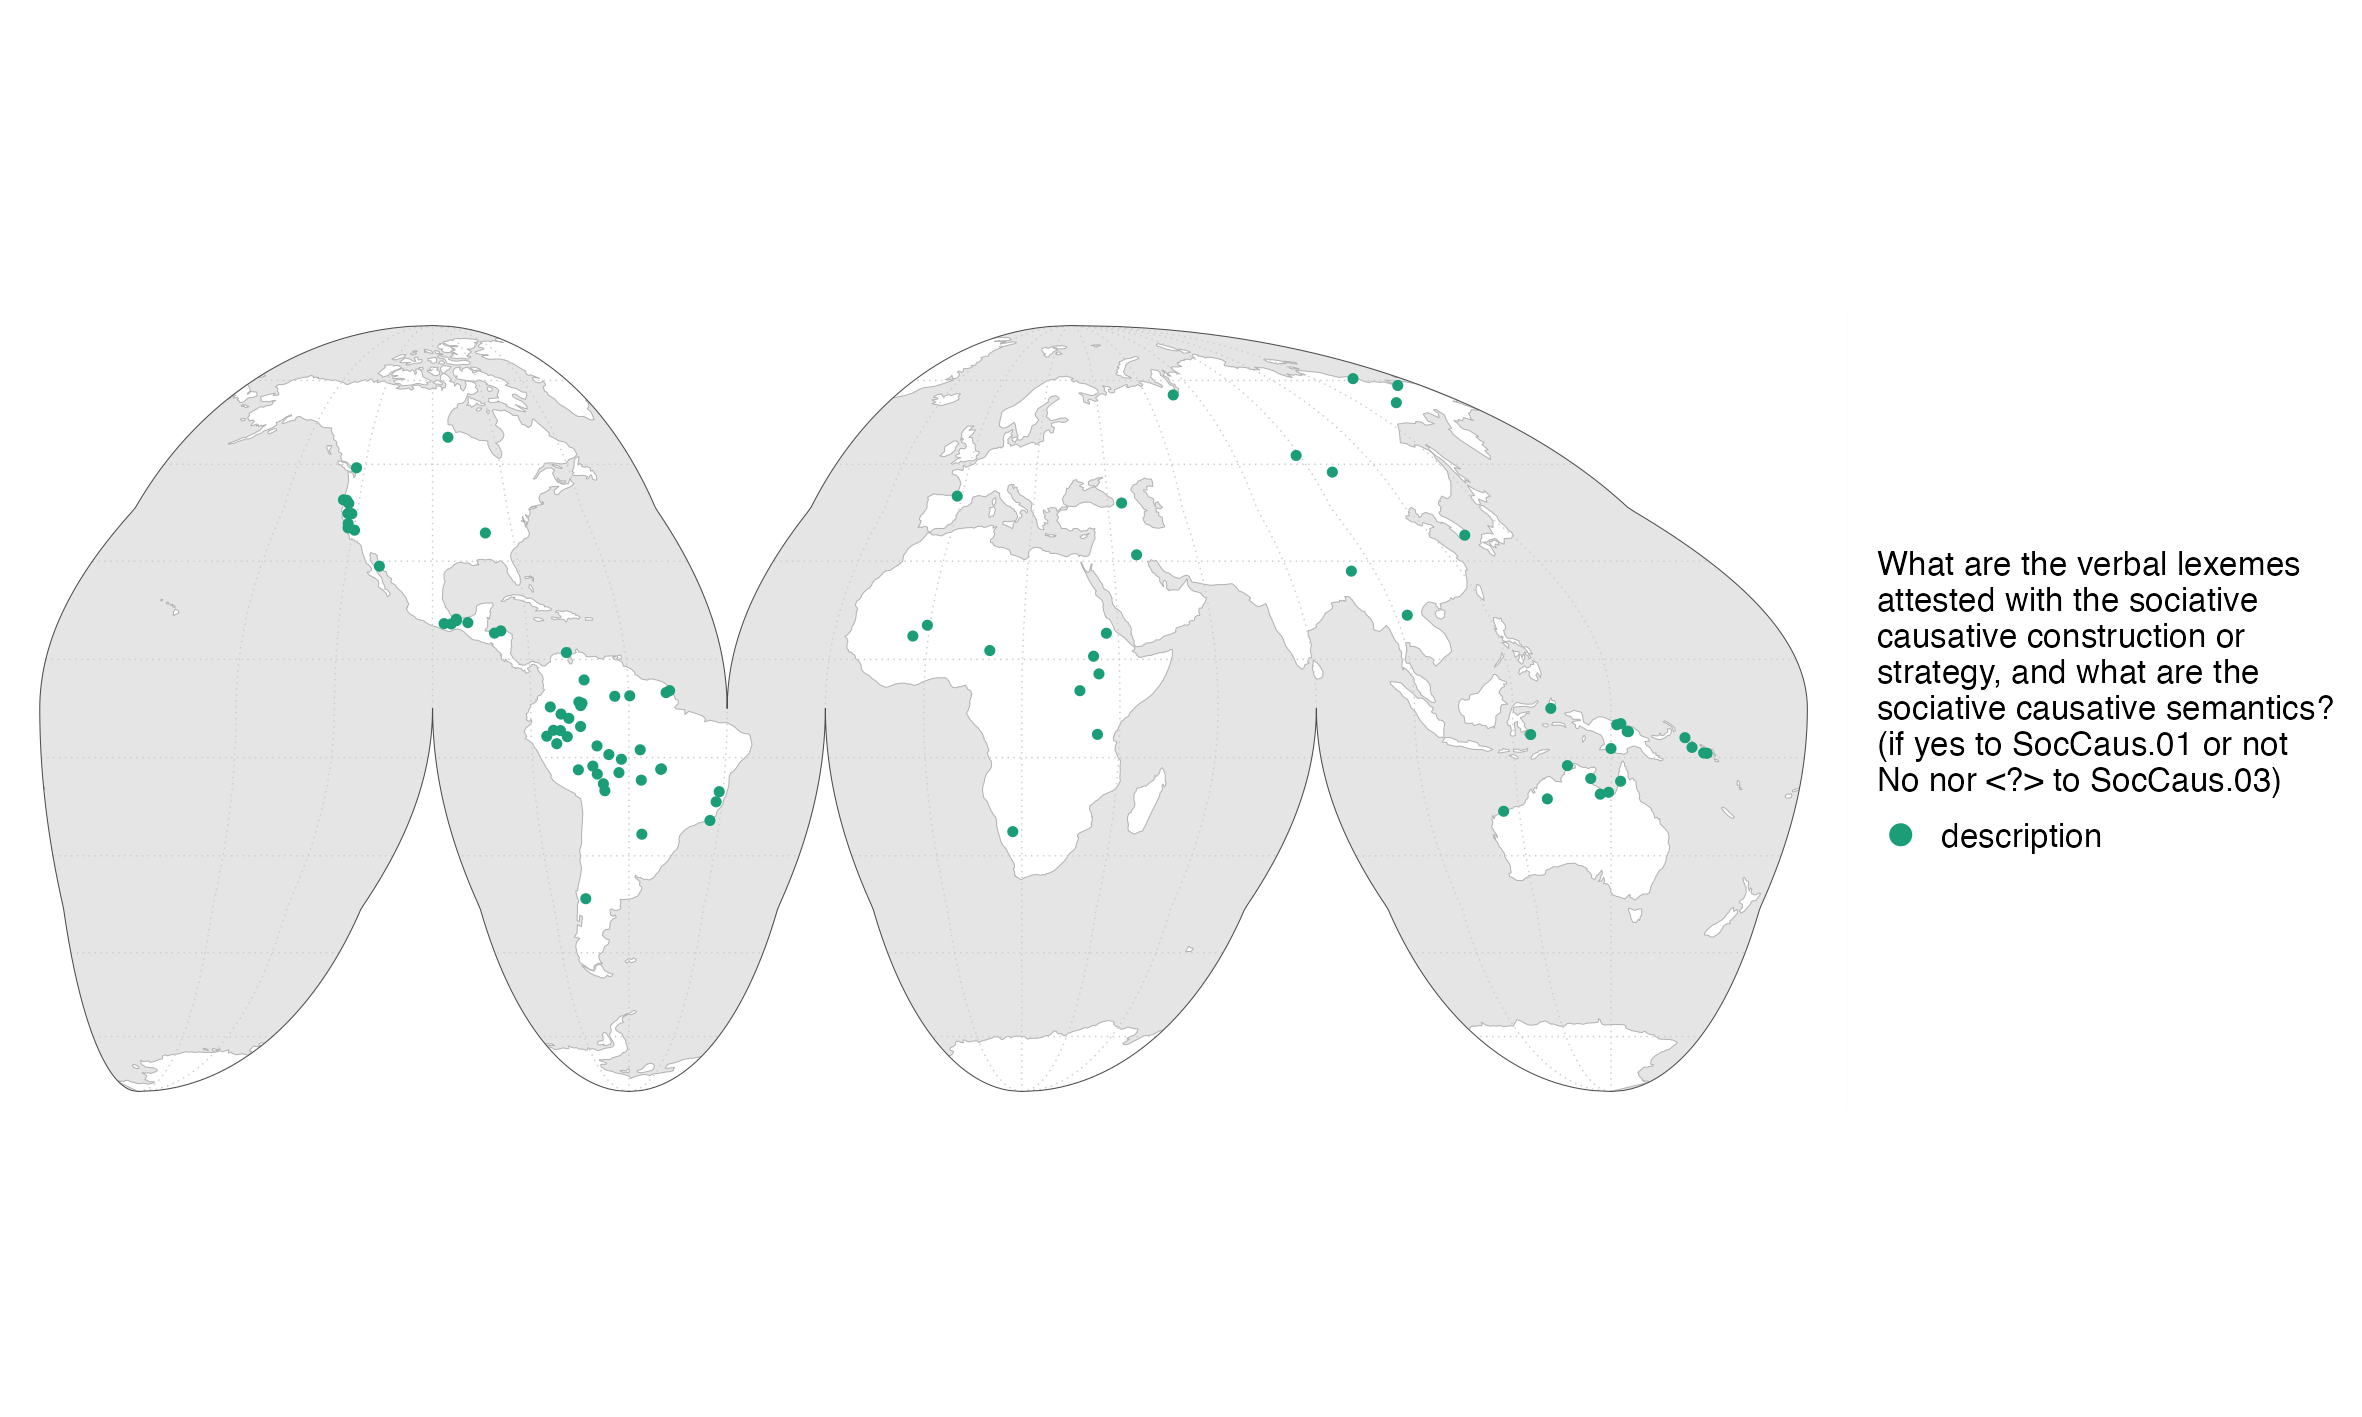 What are the verbal lexemes
attested with the sociative
causative construction or
strategy, and what are the
sociative causative semantics?
(if yes to SocCaus.01 or not
No nor <?> to SocCaus.03)
description